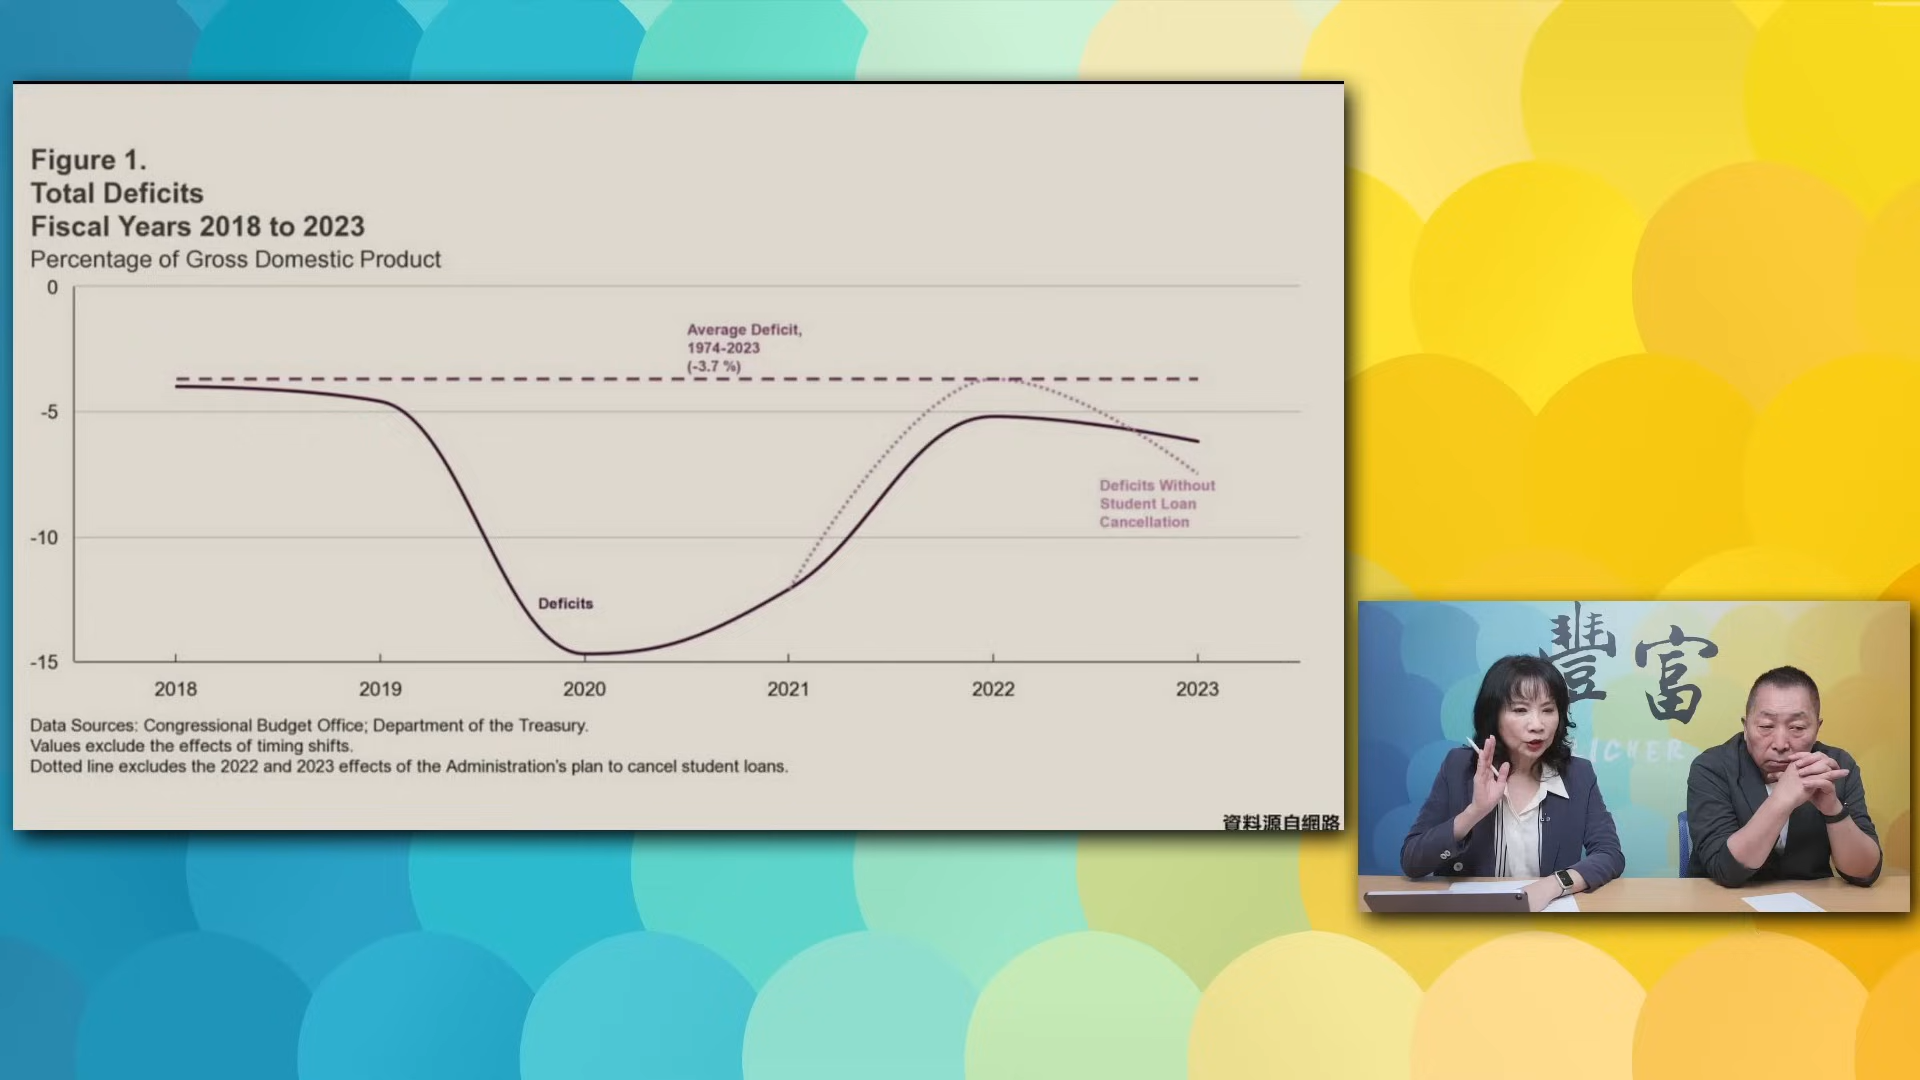 Figure 1.
Total Deficits
Fiscal Years 2018 to 2023
Percentage of Gross Domestic Product
0
Average Deficit,
1974-2023
(-3.7 %)
-5
Deficits Without
Student Loan
Cancellation
-10
Deficits
-15
2018 2019 2020 2021 2022 2023
Data Sources: Congressional Budget Office; Department of the Treasury.
Values exclude the effects of timing shifts.
Dotted line excludes the 2022 and 2023 effects of the Administration's plan to cancel student loans.
資料源自網路
豐富
RICHER